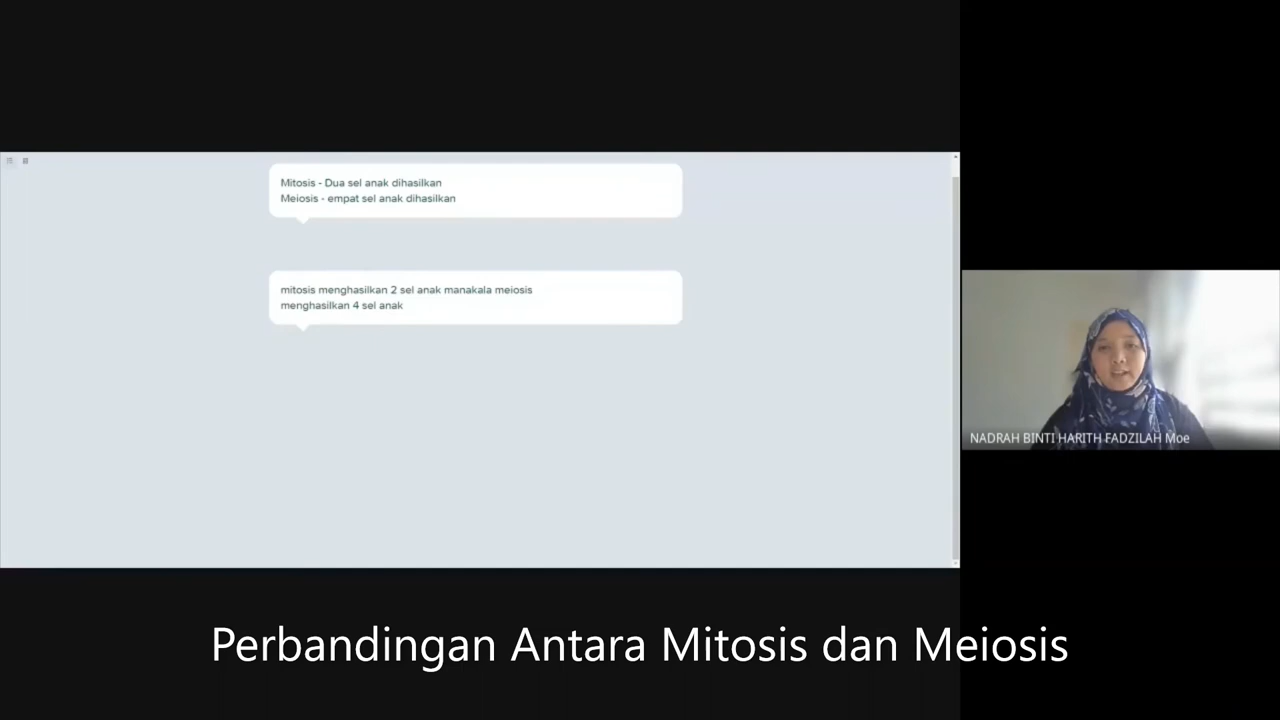 Mitosis - Dua sel anak dihasilkan
Meiosis - empat sel anak dihasilkan
mitosis menghasilkan 2 sel anak manakala meiosis
menghasilkan 4 sel anak
NADRAH BINTI HARITH FADZILAH Moe
Perbandingan Antara Mitosis dan Meiosis